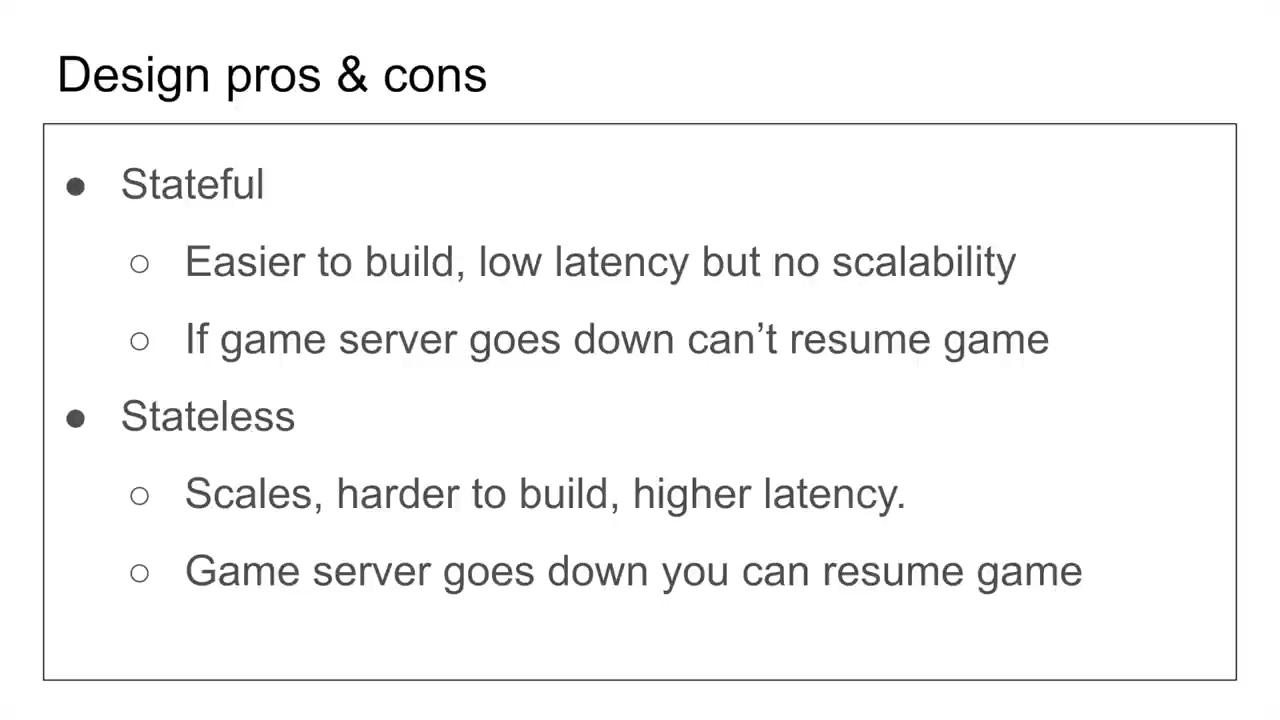 Design pros & cons
● Stateful
○ Easier to build, low latency but no scalability
○ If game server goes down can’t resume game
● Stateless
○ Scales, harder to build, higher latency.
○ Game server goes down you can resume game